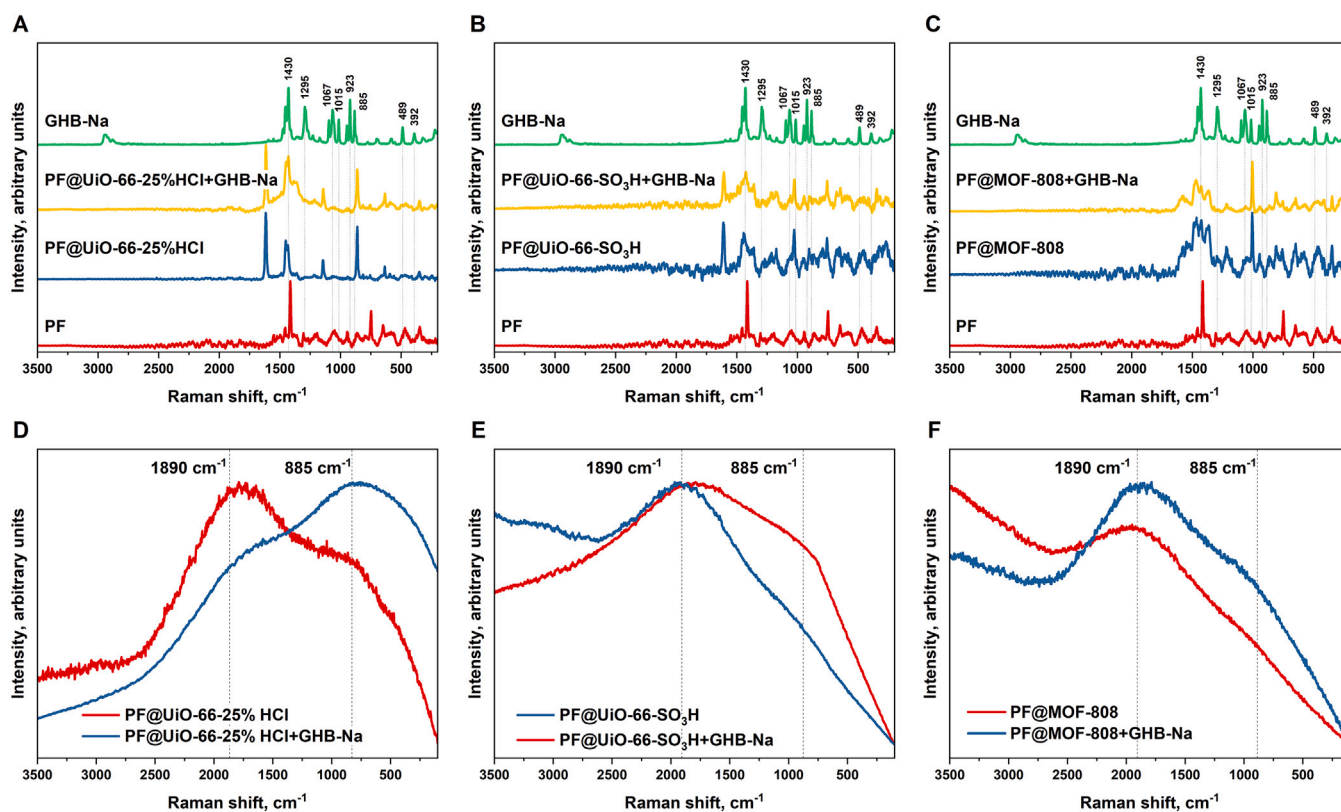 A
Intensity, arbitrary units
GHB-Na
1430
1295
1067
1015
923
885
489
392
PF@UiO-66-25%HCl+GHB-Na
PF@UiO-66-25%HCl
PF
3500 3000 2500 2000 1500 1000 500
Raman shift, cm⁻¹
B
Intensity, arbitrary units
GHB-Na
1430
1295
1067
1015
923
885
489
392
PF@UiO-66-SO₃H+GHB-Na
PF@UiO-66-SO₃H
PF
3500 3000 2500 2000 1500 1000 500
Raman shift, cm⁻¹
C
Intensity, arbitrary units
GHB-Na
1430
1295
1067
1015
923
885
489
392
PF@MOF-808+GHB-Na
PF@MOF-808
PF
3500 3000 2500 2000 1500 1000 500
Raman shift, cm⁻¹
D
Intensity, arbitrary units
1890 cm⁻¹
885 cm⁻¹
PF@UiO-66-25% HCl
PF@UiO-66-25% HCl+GHB-Na
3500 3000 2500 2000 1500 1000 500
Raman shift, cm⁻¹
E
Intensity, arbitrary units
1890 cm⁻¹
885 cm⁻¹
PF@UiO-66-SO₃H
PF@UiO-66-SO₃H+GHB-Na
3500 3000 2500 2000 1500 1000 500
Raman shift, cm⁻¹
F
Intensity, arbitrary units
1890 cm⁻¹
885 cm⁻¹
PF@MOF-808
PF@MOF-808+GHB-Na
3500 3000 2500 2000 1500 1000 500
Raman shift, cm⁻¹